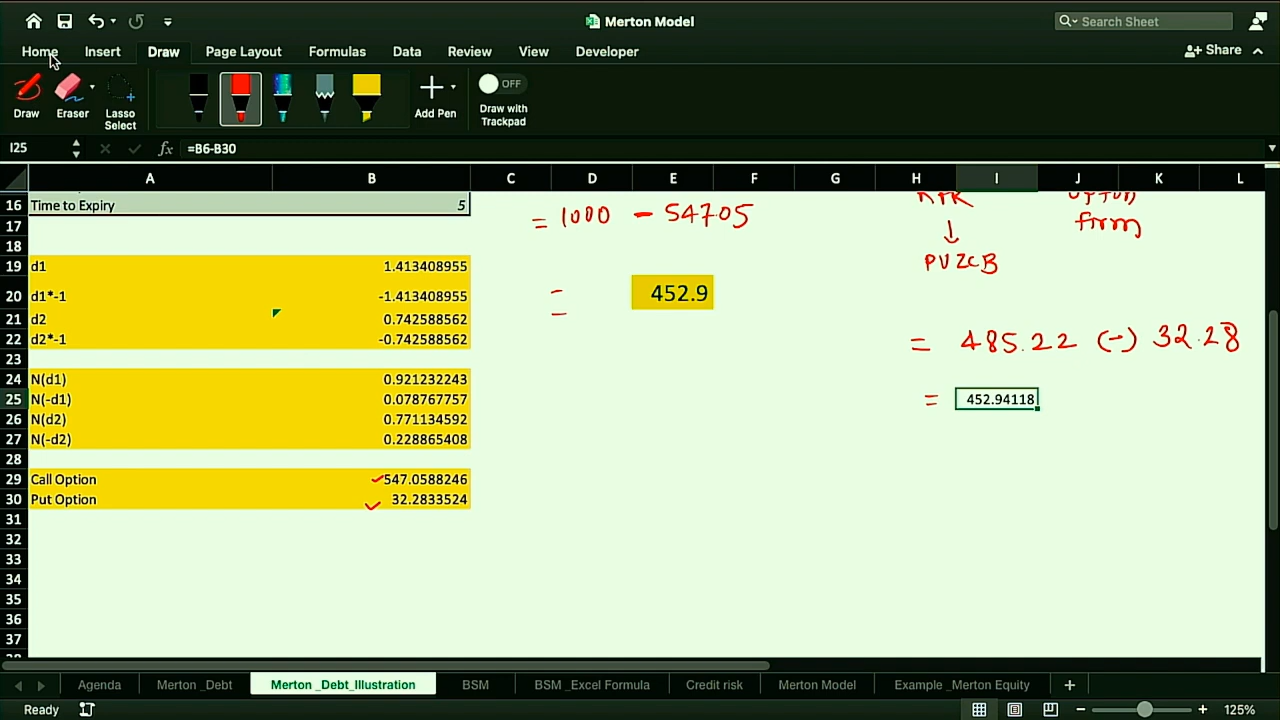 Merton Model
Search Sheet
Home Insert Draw Page Layout Formulas Data Review View Developer Share
Draw Eraser Lasso Select Add Pen OFF Draw with Trackpad
I25 fx =B6-B30
A B C D E F G H I J K L
16 Time to Expiry 5
17
18
19 d1 1.413408955
20 d1*-1 -1.413408955
21 d2 0.742588562
22 d2*-1 -0.742588562
23
24 N(d1) 0.921232243
25 N(-d1) 0.078767757
26 N(d2) 0.771134592
27 N(-d2) 0.228865408
28
29 Call Option 547.0588246
30 Put Option 32.2833524
31
32
33
34
35
36
37
= 1000 - 547.05
= 452.9
↓ firm
PVZCB
= 485.22 (-) 32.28
= 452.94118
Agenda Merton _Debt Merton _Debt_Illustration BSM BSM _Excel Formula Credit risk Merton Model Example _Merton Equity +
Ready 125%